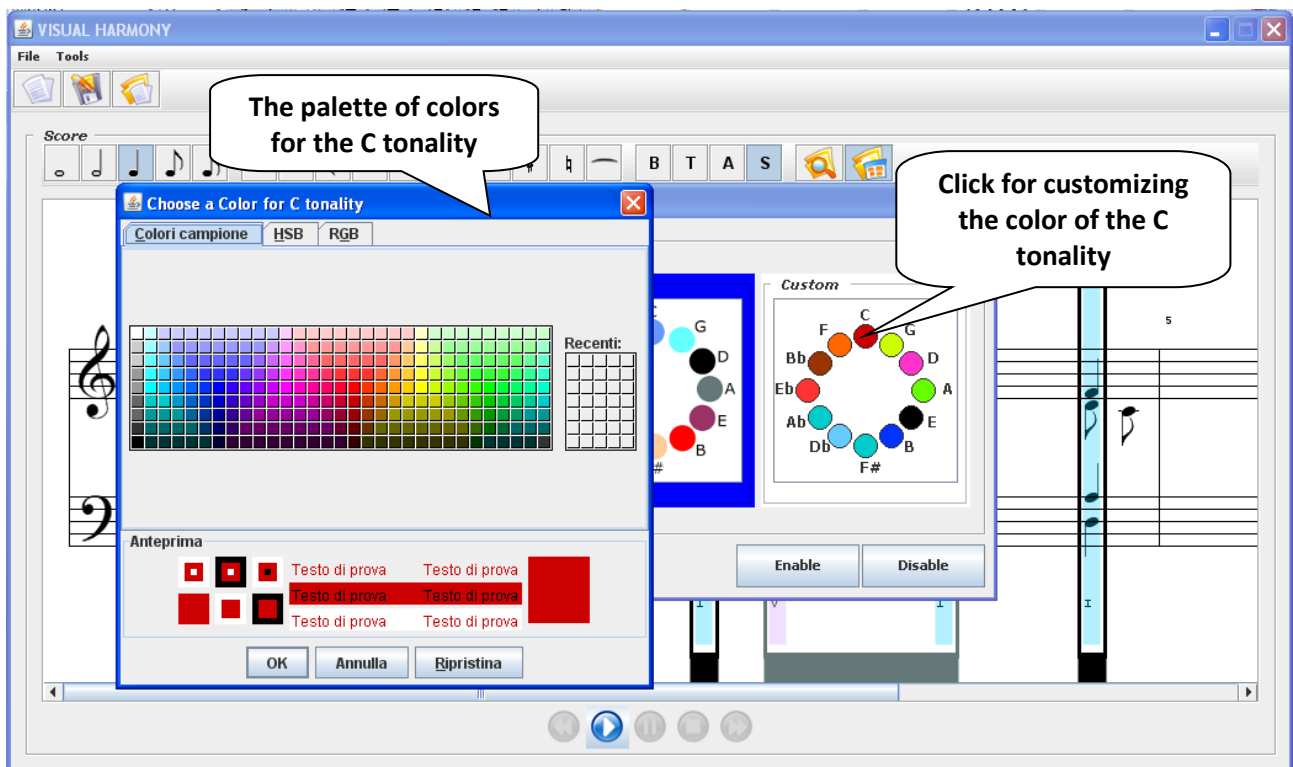 VISUAL HARMONY
File Tools
The palette of colors
for the C tonality
Score
B T A S
Click for customizing
the color of the C
tonality
Choose a Color for C tonality
Colori campione HSB RGB
Recenti:
Custom
C
G
D
A
E
B
#
C
G
D
A
E
B
F#
Db
Ab
Eb
Bb
F
5
Anteprima
Testo di prova Testo di prova
Testo di prova Testo di prova
Testo di prova Testo di prova
OK Annulla Ripristina
Enable Disable
I V I I